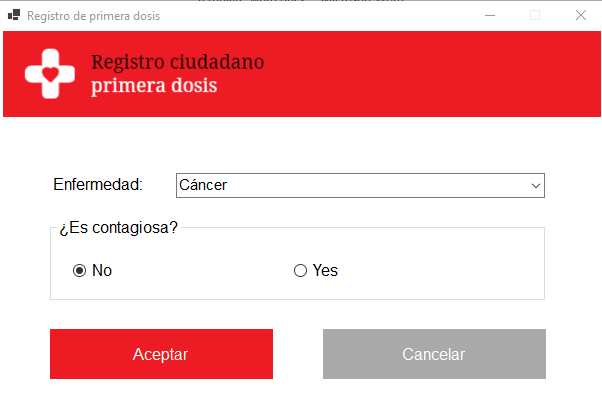 Registro de primera dosis
Registro ciudadano
primera dosis
Enfermedad:
Cáncer
¿Es contagiosa?
No
Yes
Aceptar
Cancelar